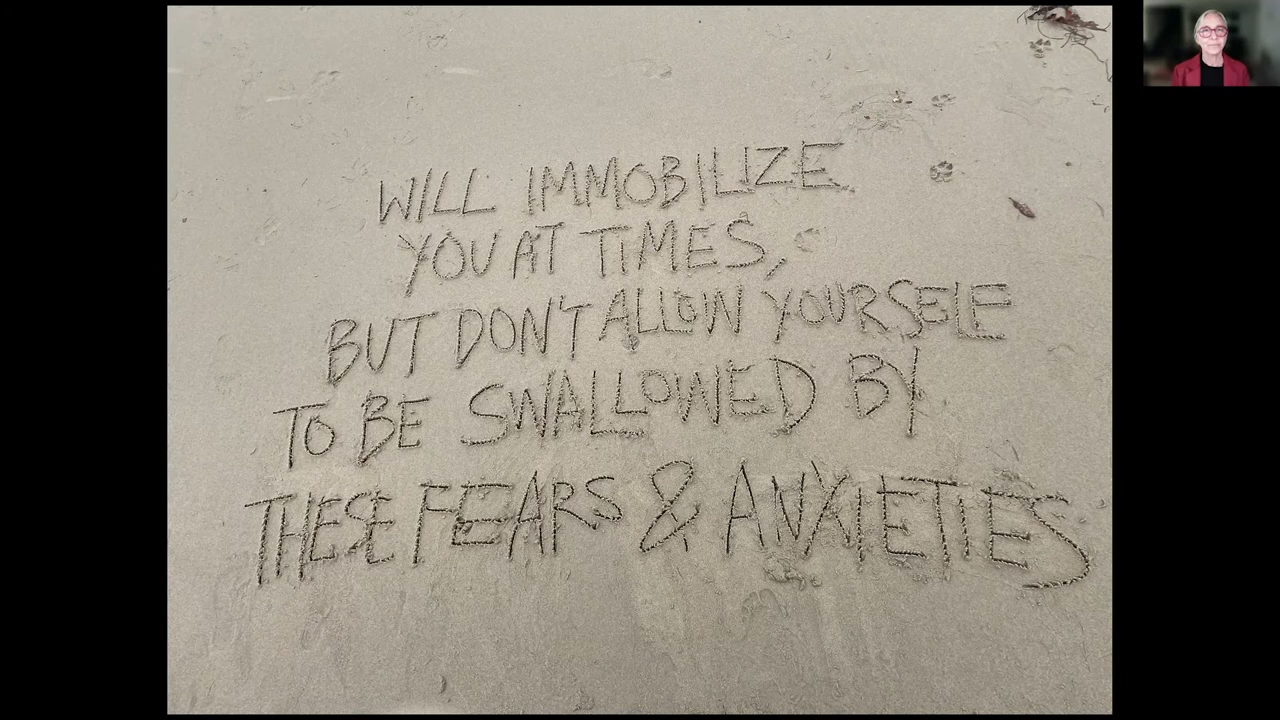 WILL IMMOBILIZE
YOU AT TIMES,
BUT DON'T ALLOW YOURSELF
TO BE SWALLOWED BY
THESE FEARS & ANXIETIES